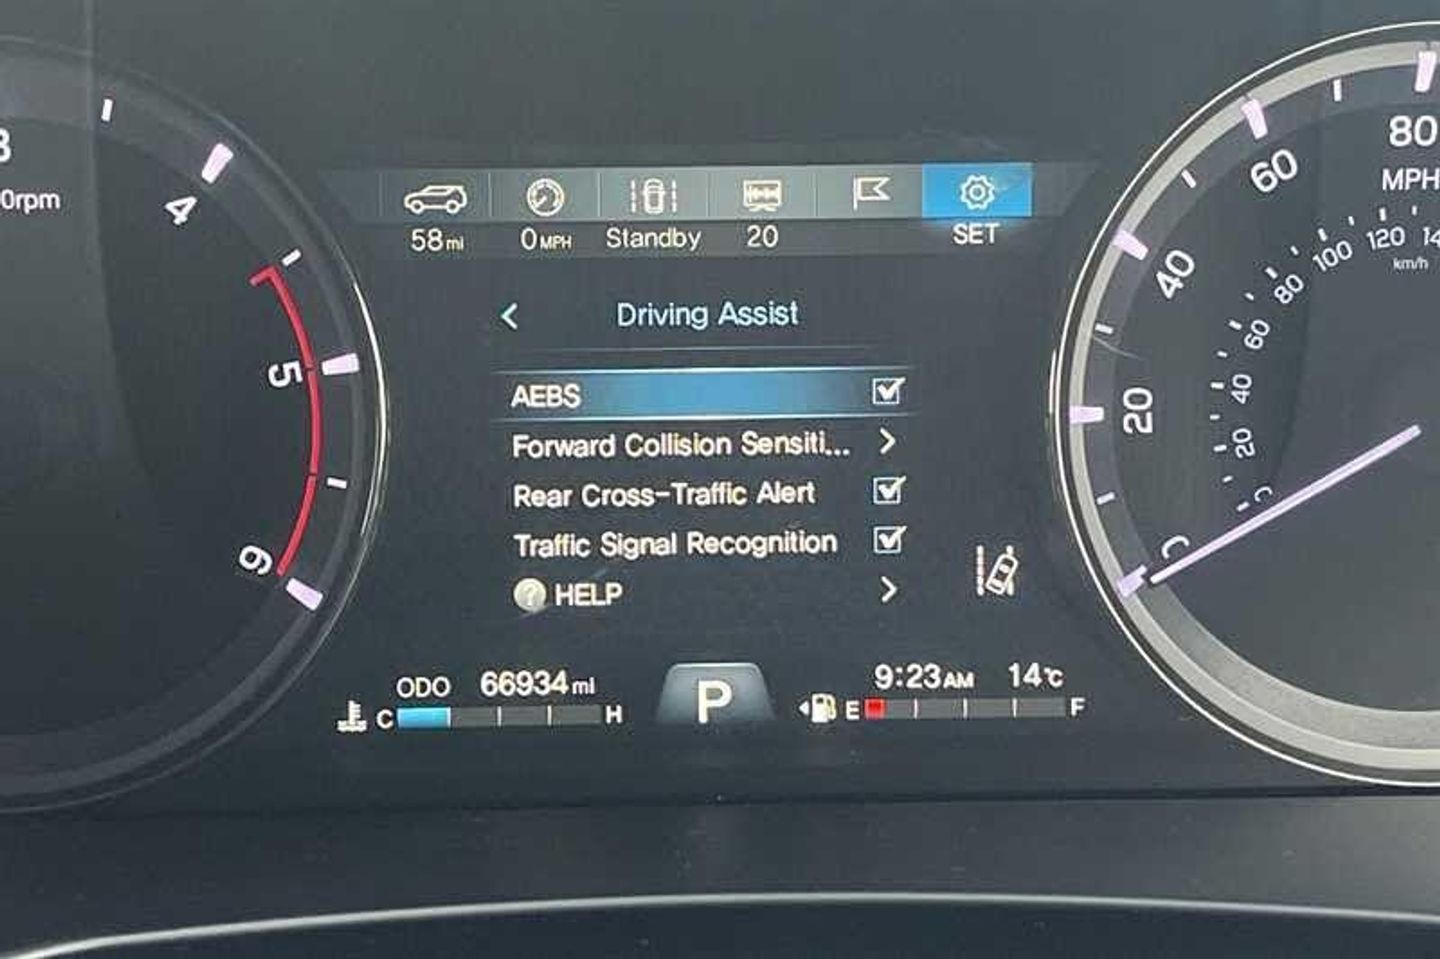 58mi 0MPH Standby 20 SET
Driving Assist
AEBS
Forward Collision Sensiti...
Rear Cross-Traffic Alert
Traffic Signal Recognition
? HELP
ODO 66934mi
C H
P
9:23AM 14°C
E F
4
5
6
0rpm
0 20 40 60 80
MPH
0 20 40 60 80 100 120
km/h